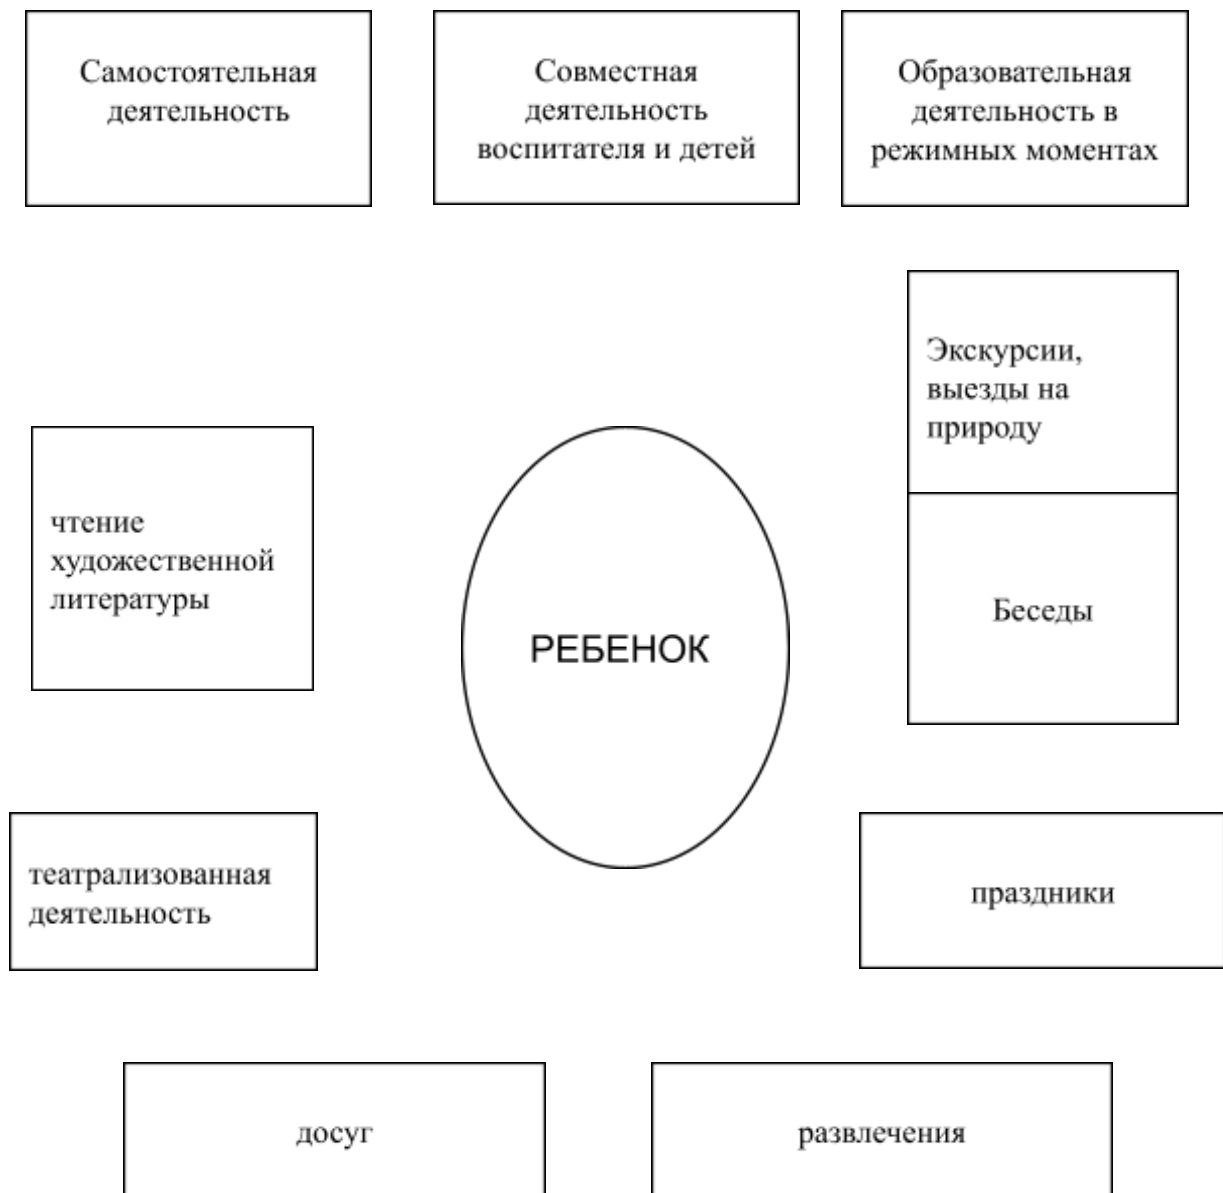 Самостоятельная
деятельность
Совместная
деятельность
воспитателя и детей
Образовательная
деятельность в
режимных моментах
Экскурсии,
выезды на
природу
чтение
художественной
литературы
РЕБЕНОК
Беседы
театрализованная
деятельность
праздники
досуг
развлечения